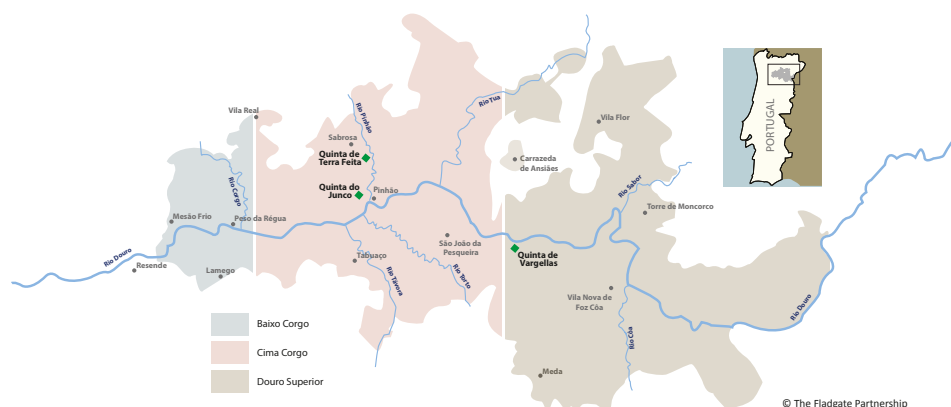 Vila Real
Rio Pinhão
Rio Tua
Vila Flor
PORTUGAL
Sabrosa
Quinta de
Terra Feita
Carrazeda
de Ansiães
Rio Corgo
Quinta do
Junco
Pinhão
Rio Sabor
Mesão Frio
Peso da Régua
Torre de Moncorco
São João da
Pesqueira
Rio Douro
Resende
Lamego
Tabuaço
Rio Távora
Rio Torto
Quinta de
Vargellas
Vila Nova de
Foz Côa
Rio Douro
Rio Côa
Baixo Corgo
Cima Corgo
Douro Superior
Meda
© The Fladgate Partnership